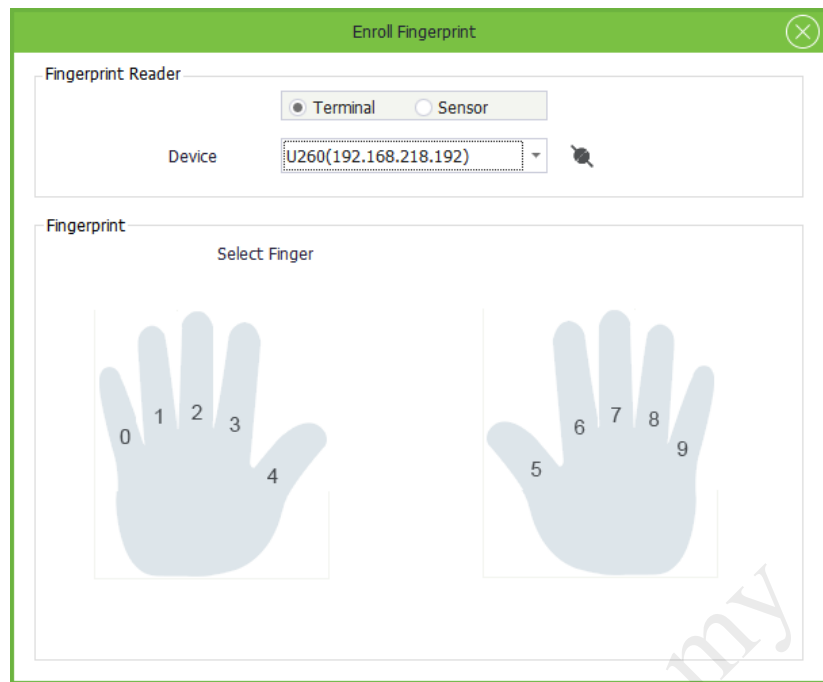 Enroll Fingerprint
Fingerprint Reader
Terminal Sensor
Device U260(192.168.218.192)
Fingerprint
Select Finger
0 1 2 3 4 5 6 7 8 9
my